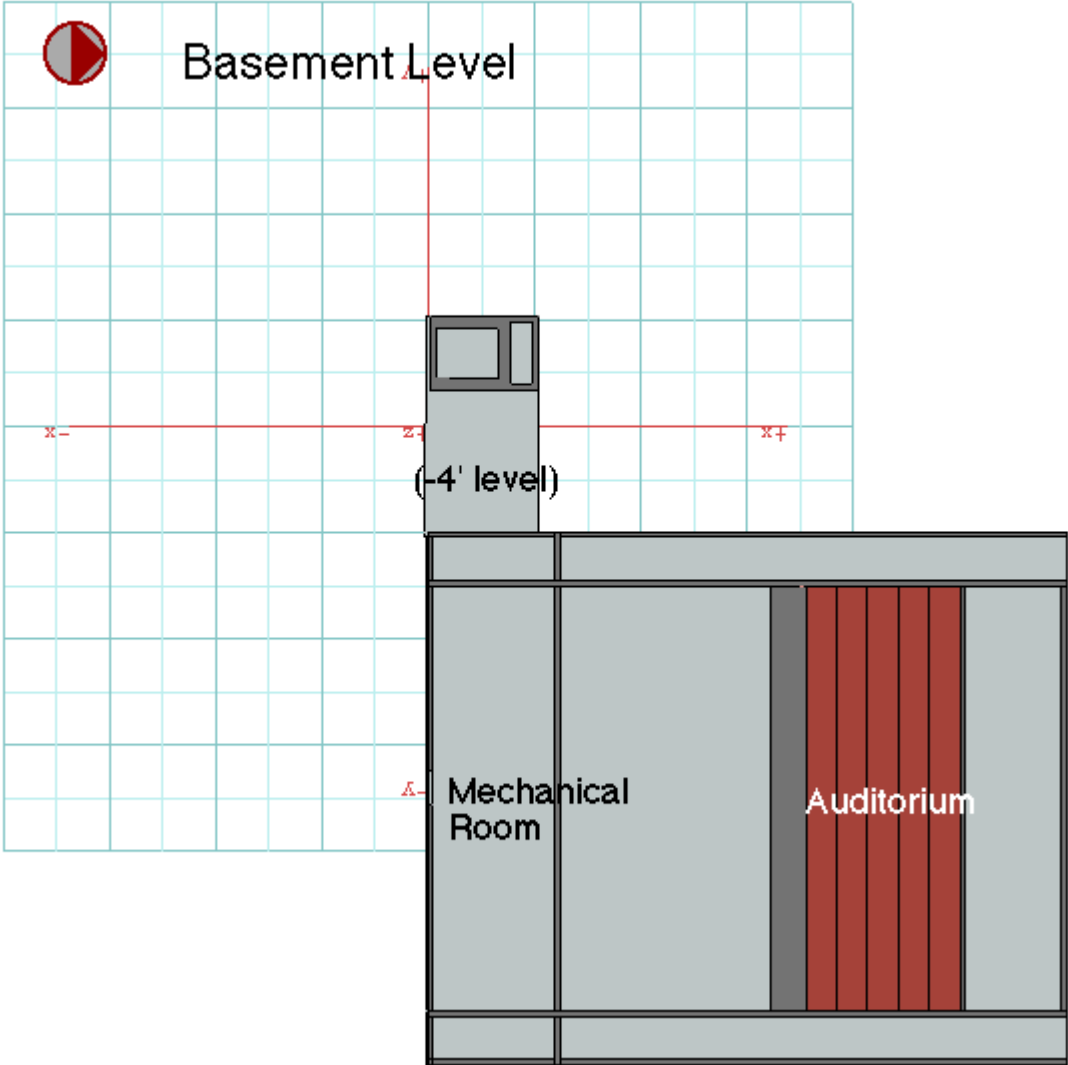 Basement Level
y+
x-
z+
x+
(-4' level)
y-
Mechanical
Room
Auditorium